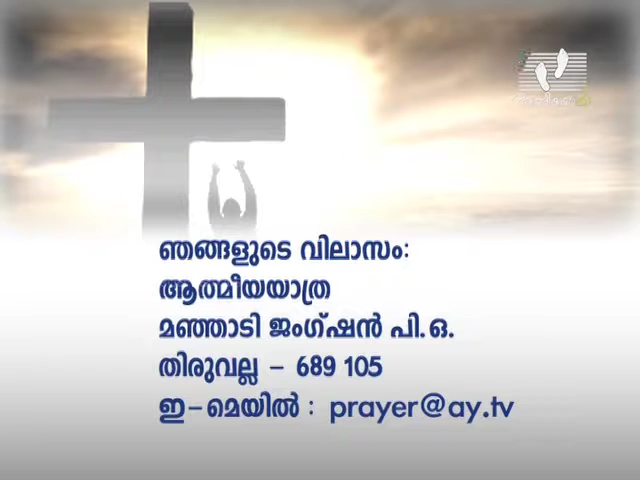 ഞങ്ങളുടെ വിലാസം:
ആത്മീയയാത്ര
മഞ്ഞാടി ജംഗ്ഷൻ പി.ഒ.
തിരുവല്ല - 689 105
ഇ-മെയിൽ : prayer@ay.tv